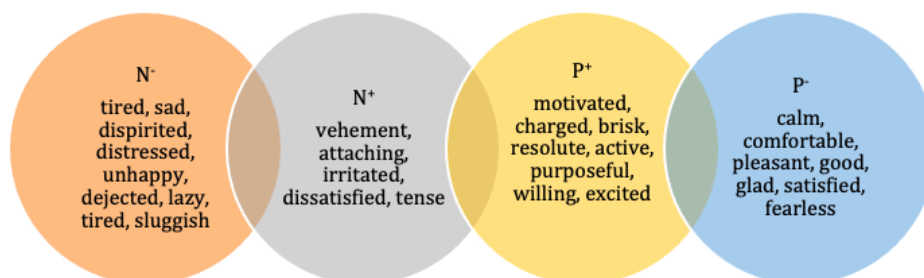 N-
tired, sad,
dispirited,
distressed,
unhappy,
dejected, lazy,
tired, sluggish
N+
vehement,
attaching,
irritated,
dissatisfied, tense
P+
motivated,
charged, brisk,
resolute, active,
purposeful,
willing, excited
P-
calm,
comfortable,
pleasant, good,
glad, satisfied,
fearless